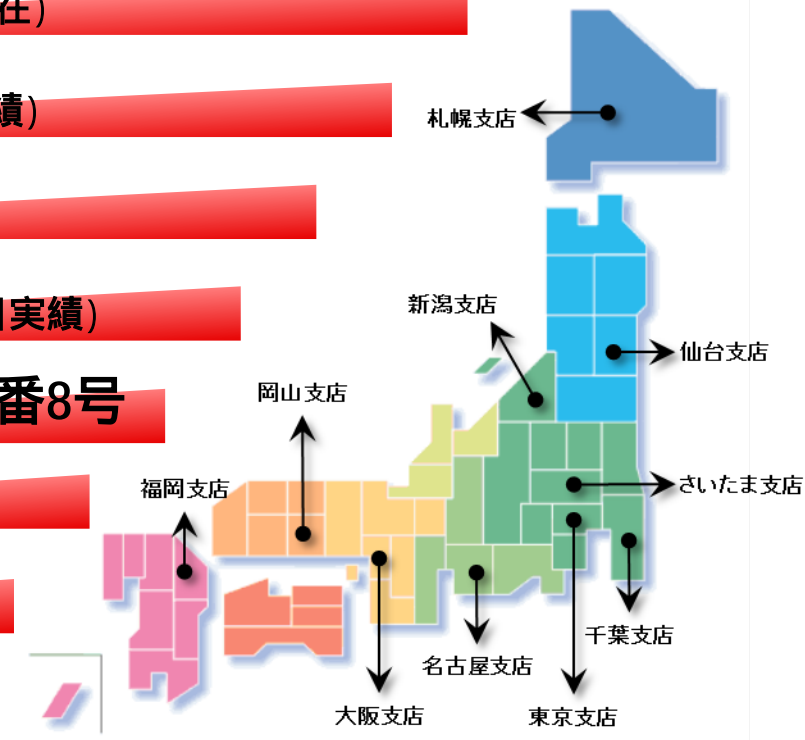 在)
績)
実績)
番8号
札幌支店
新潟支店
仙台支店
岡山支店
福岡支店
さいたま支店
千葉支店
名古屋支店
大阪支店
東京支店